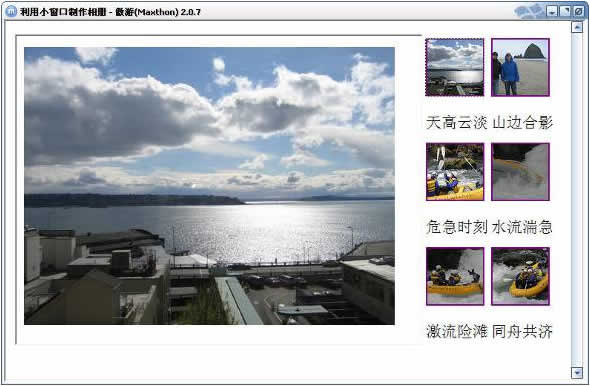 利用小窗口制作相册 - 傲游(Maxthon) 2.0.7
天高云淡 山边合影
危急时刻 水流湍急
激流险滩 同舟共济